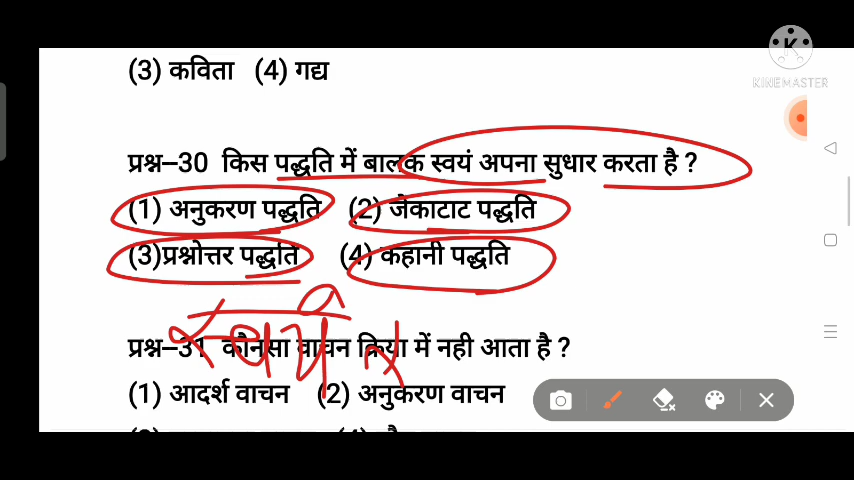 (3) कविता (4) गद्य
KINEMASTER
प्रश्न–30 किस पद्धति में बालक स्वयं अपना सुधार करता है ?
(1) अनुकरण पद्धति (2) जेकाटाट पद्धति
(3)प्रश्नोत्तर पद्धति (4) कहानी पद्धति
स्वयं
प्रश्न–31 कौनसा वाचन क्रिया में नही आता है ?
(1) आदर्श वाचन (2) अनुकरण वाचन